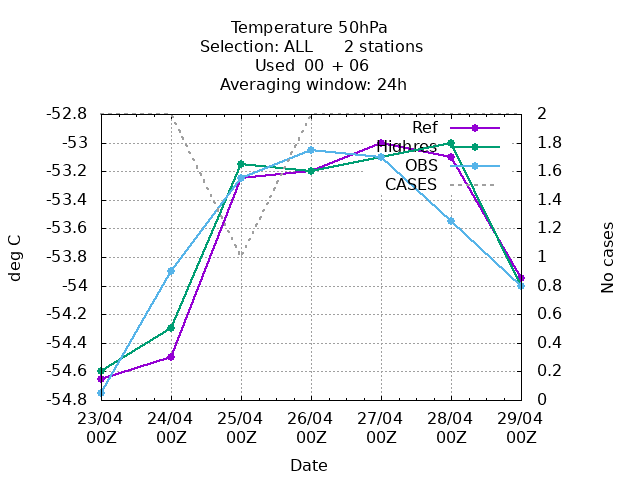 Temperature 50hPa
Selection: ALL 2 stations
Used 00 + 06
Averaging window: 24h
-52.8
-53
-53.2
-53.4
-53.6
-53.8
-54
-54.2
-54.4
-54.6
-54.8
2
1.8
1.6
1.4
1.2
1
0.8
0.6
0.4
0.2
0
Ref
Highres
OBS
CASES
deg C
No cases
23/04 24/04 25/04 26/04 27/04 28/04 29/04
00Z 00Z 00Z 00Z 00Z 00Z 00Z
Date